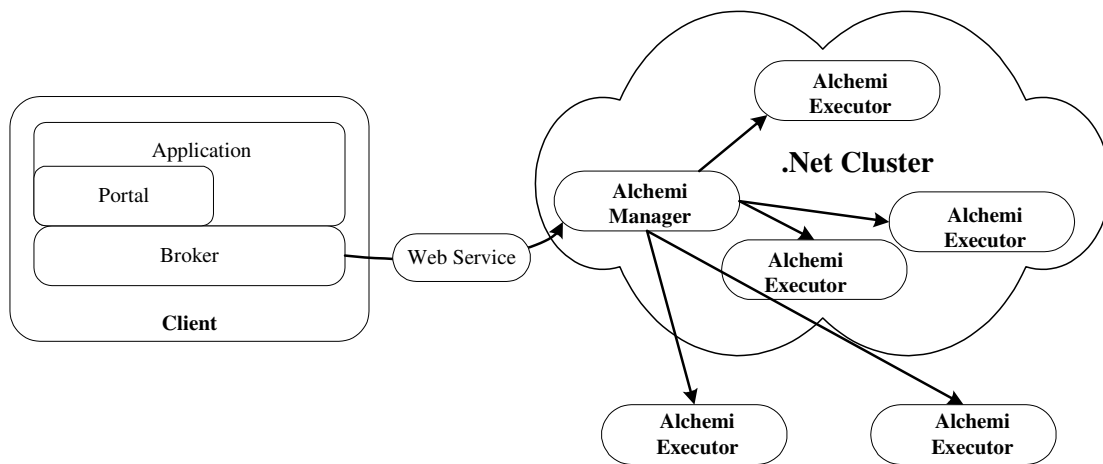 Application
Portal
Broker
Client
Web Service
Alchemi
Manager
.Net Cluster
Alchemi
Executor
Alchemi
Executor
Alchemi
Executor
Alchemi
Executor
Alchemi
Executor